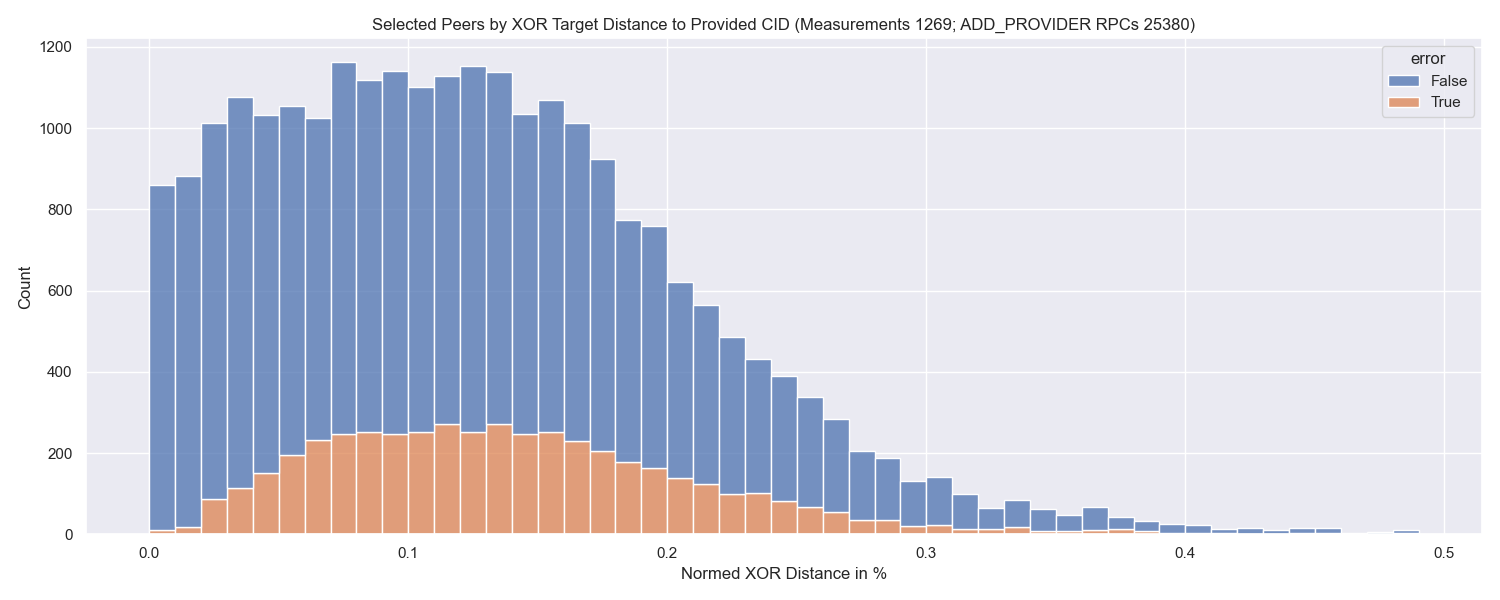 Selected Peers by XOR Target Distance to Provided CID (Measurements 1269; ADD_PROVIDER RPCs 25380)
error
False
True
Count
1200
1000
800
600
400
200
0
0.0 0.1 0.2 0.3 0.4 0.5
Normed XOR Distance in %